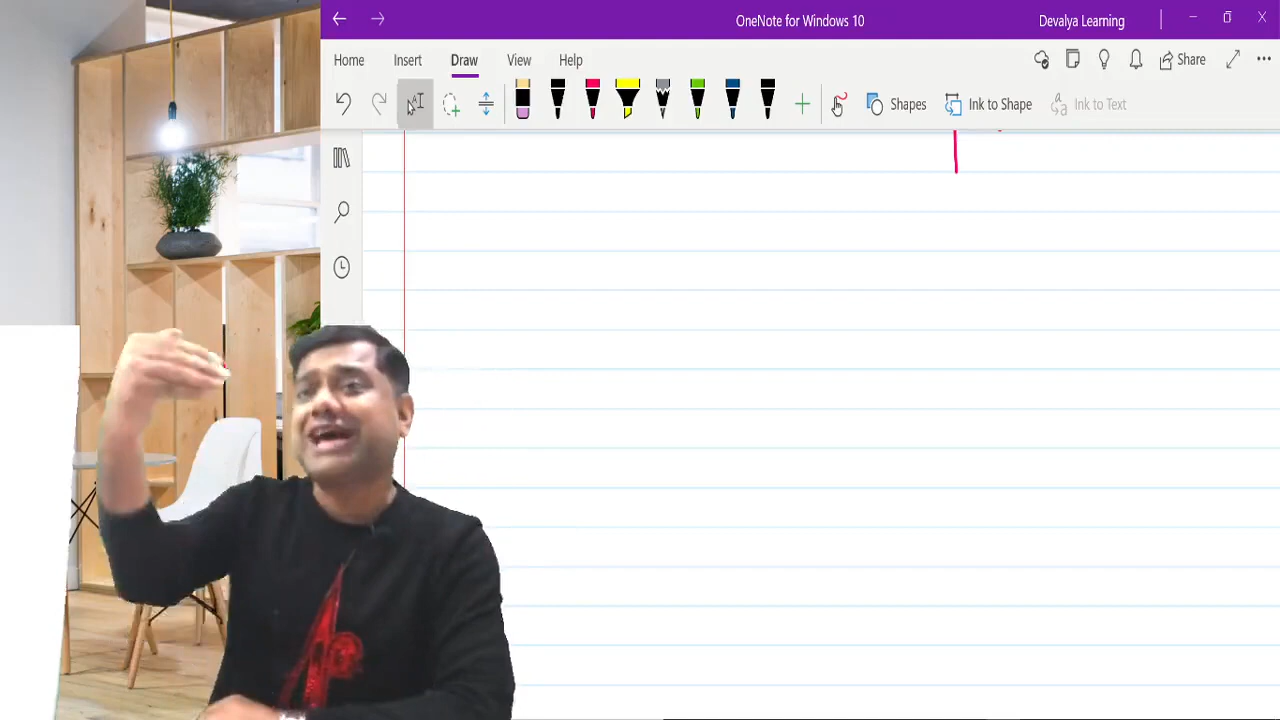 OneNote for Windows 10
Devalya Learning
Home Insert Draw View Help
Share
Shapes
Ink to Shape
Ink to Text